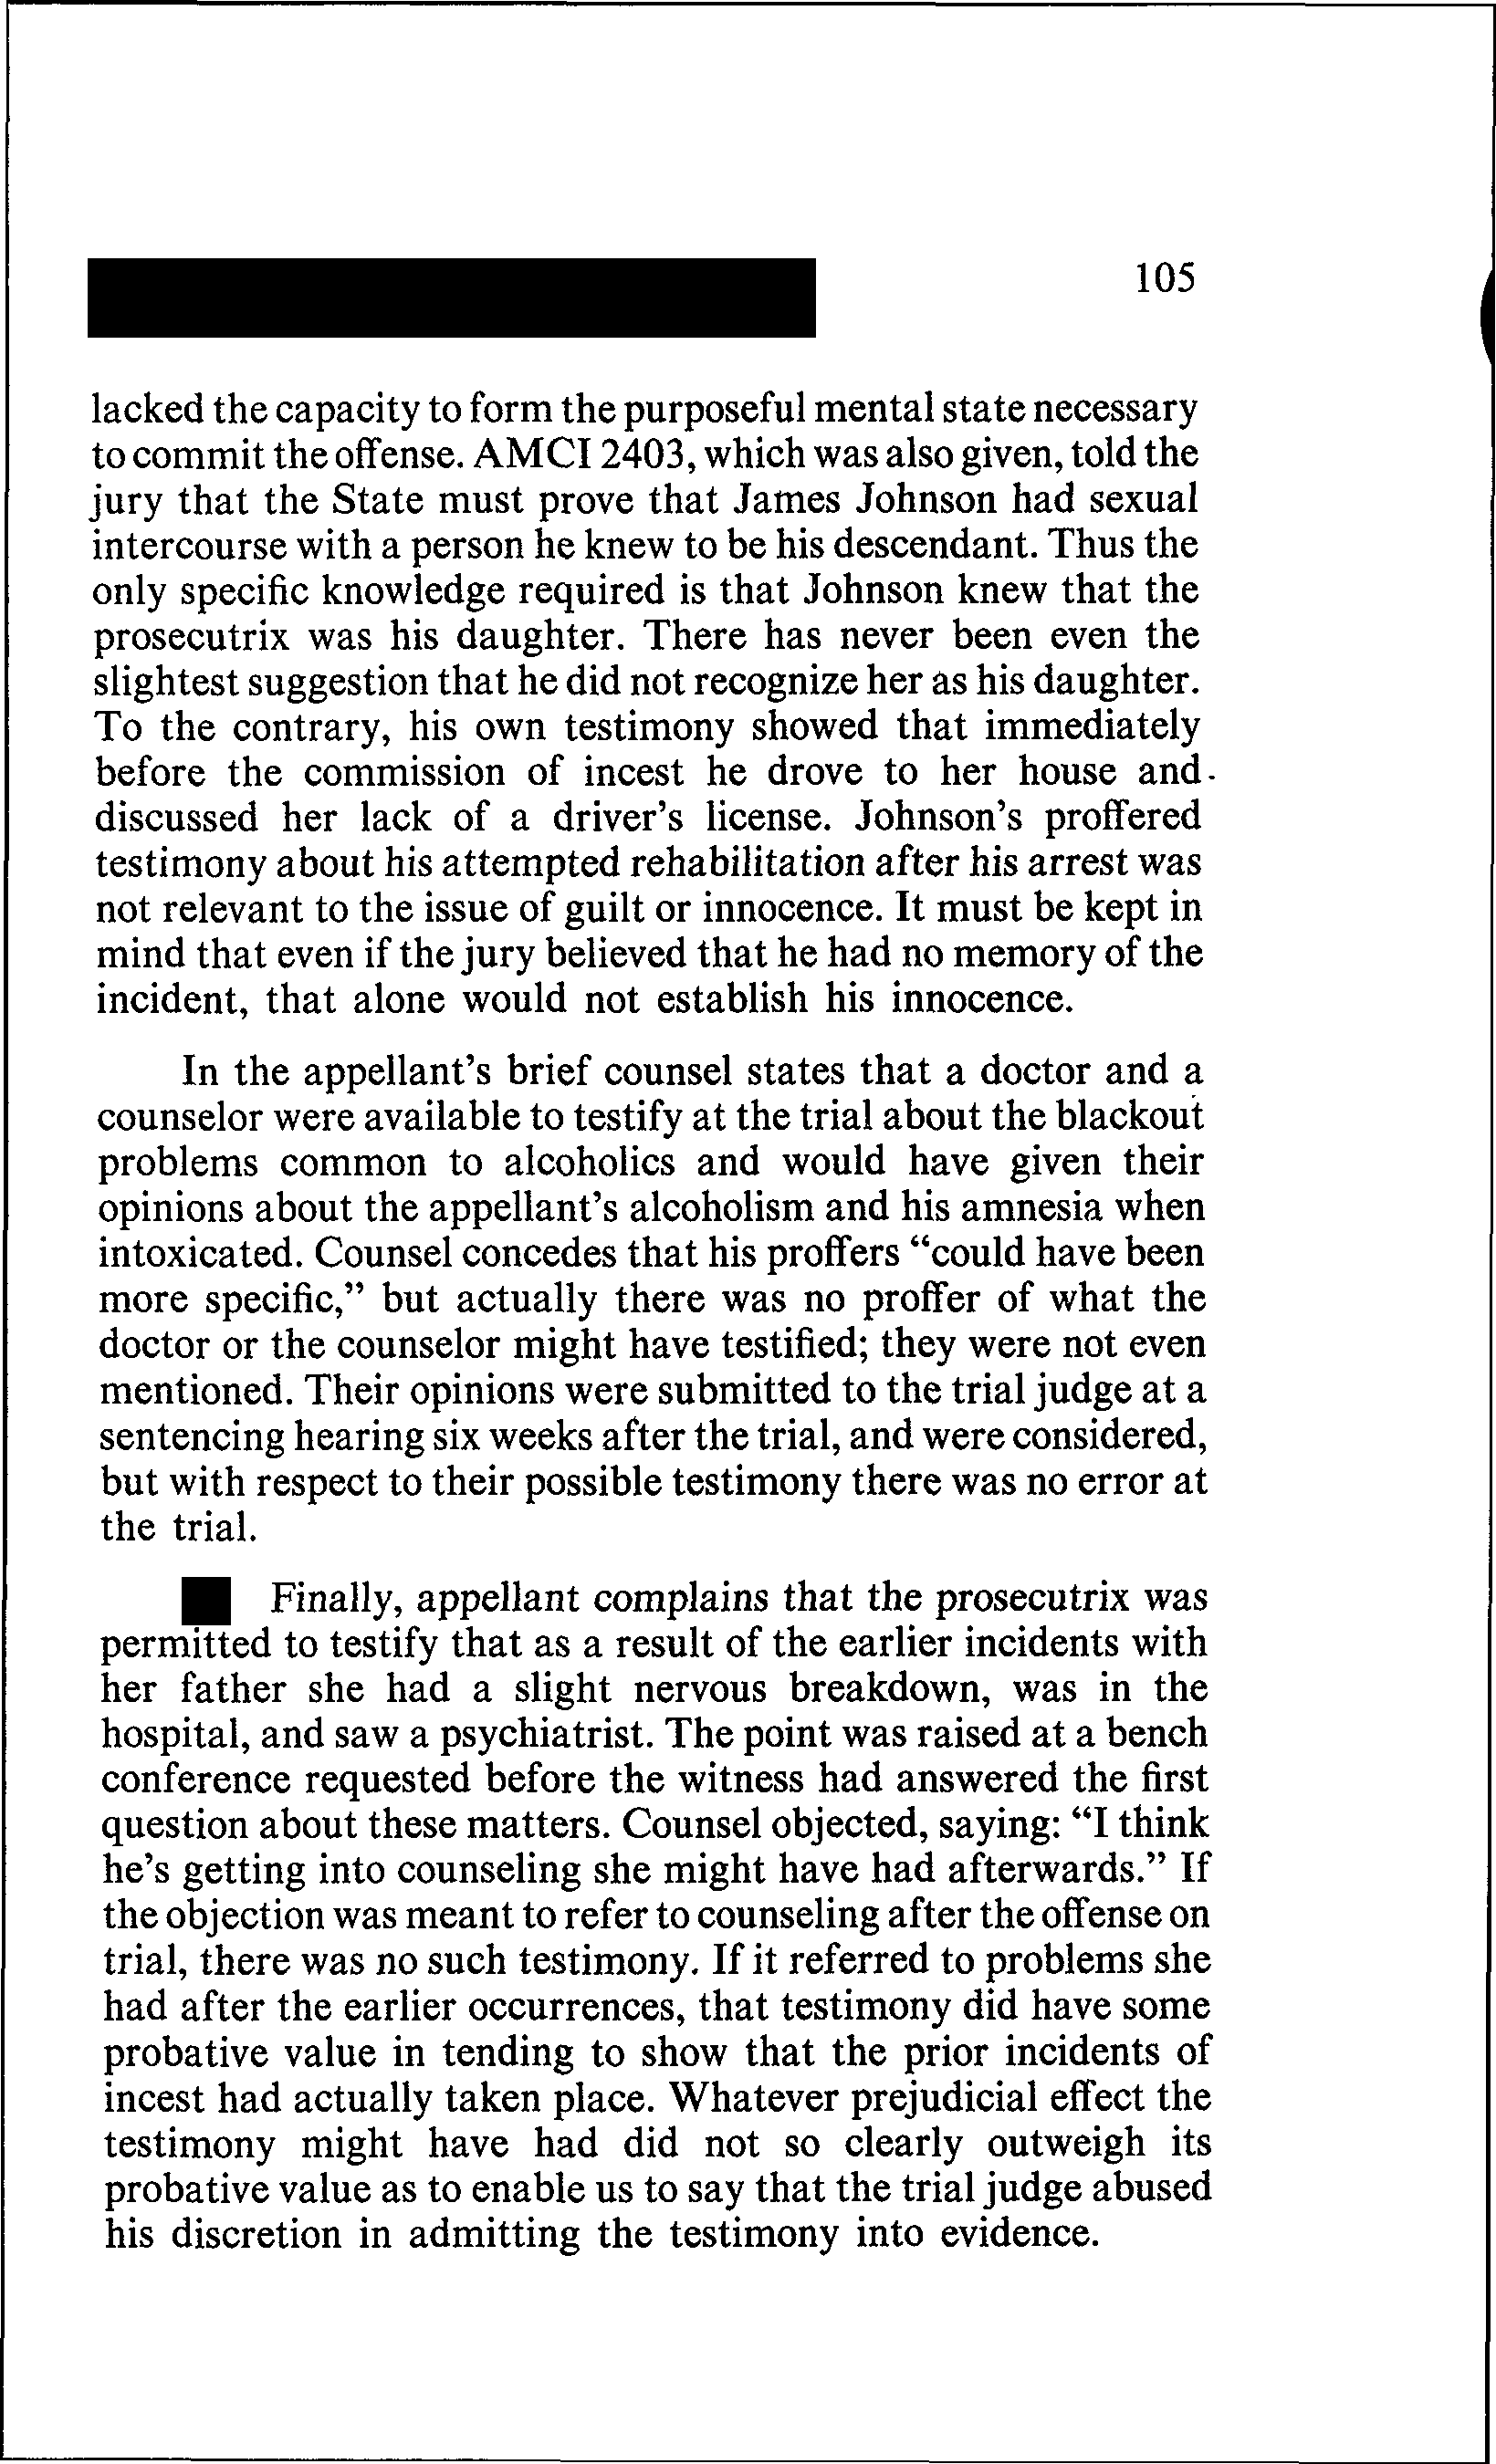 105
lacked the capacity to form the purposeful mental state necessary
to commit the offense. AMCI 2403, which was also given, told the
jury that the State must prove that James Johnson had sexual
intercourse with a person he knew to be his descendant. Thus the
only specific knowledge required is that Johnson knew that the
prosecutrix was his daughter. There has never been even the
slightest suggestion that he did not recognize her as his daughter.
To the contrary, his own testimony showed that immediately
before the commission of incest he drove to her house and
discussed her lack of a driver's license. Johnson's proffered
testimony about his attempted rehabilitation after his arrest was
not relevant to the issue of guilt or innocence. It must be kept in
mind that even if the jury believed that he had no memory of the
incident, that alone would not establish his innocence.
In the appellant's brief counsel states that a doctor and a
counselor were available to testify at the trial about the blackout
problems common to alcoholics and would have given their
opinions about the appellant's alcoholism and his amnesia when
intoxicated. Counsel concedes that his proffers “could have been
more specific,” but actually there was no proffer of what the
doctor or the counselor might have testified; they were not even
mentioned. Their opinions were submitted to the trial judge at a
sentencing hearing six weeks after the trial, and were considered,
but with respect to their possible testimony there was no error at
the trial.
Finally, appellant complains that the prosecutrix was
permitted to testify that as a result of the earlier incidents with
her father she had a slight nervous breakdown, was in the
hospital, and saw a psychiatrist. The point was raised at a bench
conference requested before the witness had answered the first
question about these matters. Counsel objected, saying: “I think
he's getting into counseling she might have had afterwards.” If
the objection was meant to refer to counseling after the offense on
trial, there was no such testimony. If it referred to problems she
had after the earlier occurrences, that testimony did have some
probative value in tending to show that the prior incidents of
incest had actually taken place. Whatever prejudicial effect the
testimony might have had did not so clearly outweigh its
probative value as to enable us to say that the trial judge abused
his discretion in admitting the testimony into evidence.